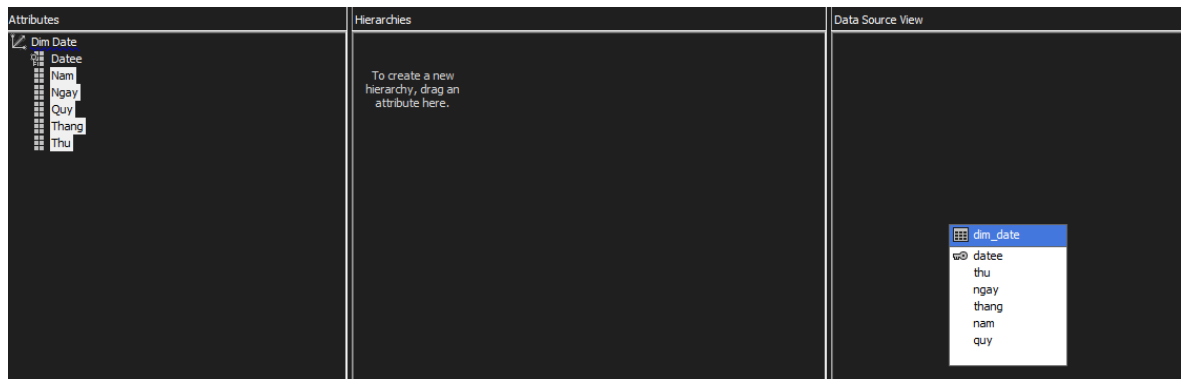 Attributes
Dim Date
Datee
Nam
Ngay
Quy
Thang
Thu
Hierarchies
To create a new
hierarchy, drag an
attribute here.
Data Source View
dim_date
datee
thu
ngay
thang
nam
quy